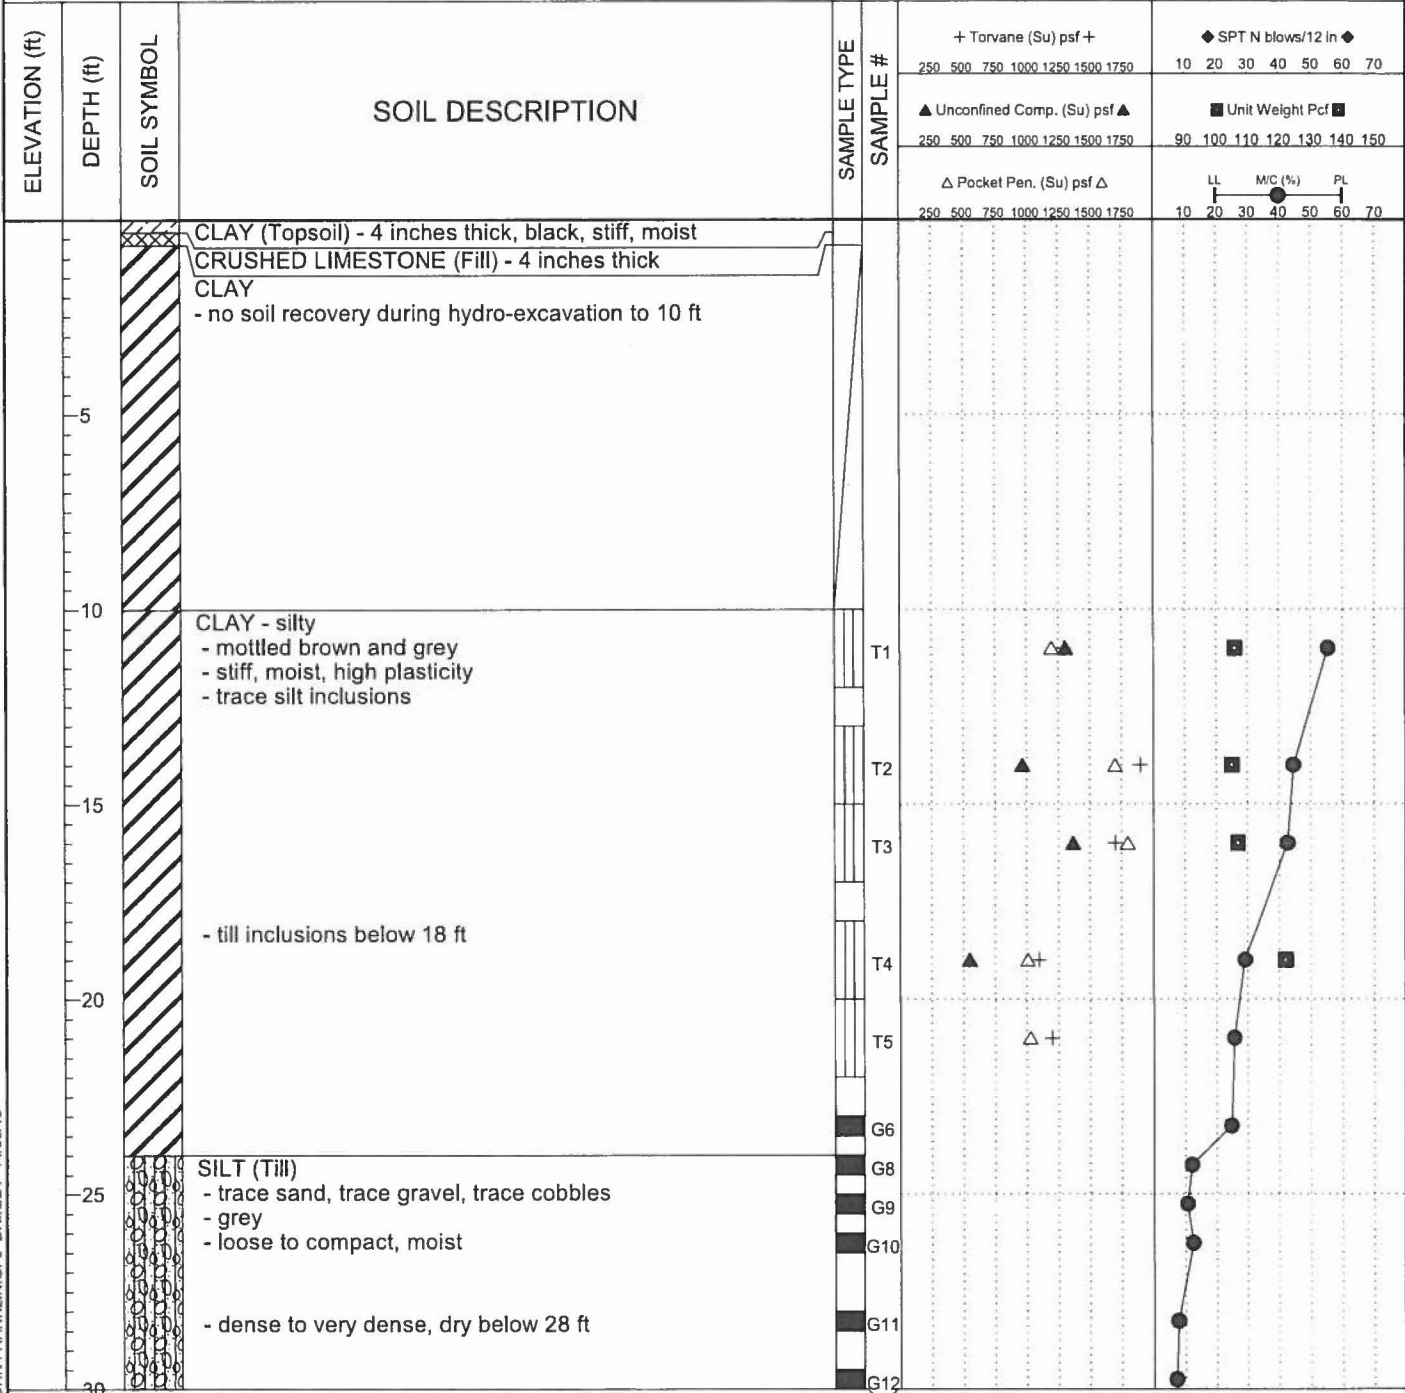 ELEVATION (ft)
DEPTH (ft)
SOIL SYMBOL
SOIL DESCRIPTION
SAMPLE TYPE
SAMPLE #
+ Torvane (Su) psf +
250 500 750 1000 1250 1500 1750
▲ Unconfined Comp. (Su) psf ▲
250 500 750 1000 1250 1500 1750
△ Pocket Pen. (Su) psf △
250 500 750 1000 1250 1500 1750
◆ SPT N blows/12 in ◆
10 20 30 40 50 60 70
Unit Weight Pcf
90 100 110 120 130 140 150
LL M/C (%) PL
10 20 30 40 50 60 70
CLAY (Topsoil) - 4 inches thick, black, stiff, moist
CRUSHED LIMESTONE (Fill) - 4 inches thick
CLAY
- no soil recovery during hydro-excavation to 10 ft
5
10
CLAY - silty
- mottled brown and grey
- stiff, moist, high plasticity
- trace silt inclusions
T1
T2
15
T3
- till inclusions below 18 ft
T4
20
T5
G6
SILT (Till)
G8
- trace sand, trace gravel, trace cobbles
25
G9
- grey
- loose to compact, moist
G10
- dense to very dense, dry below 28 ft
G11
30
G12